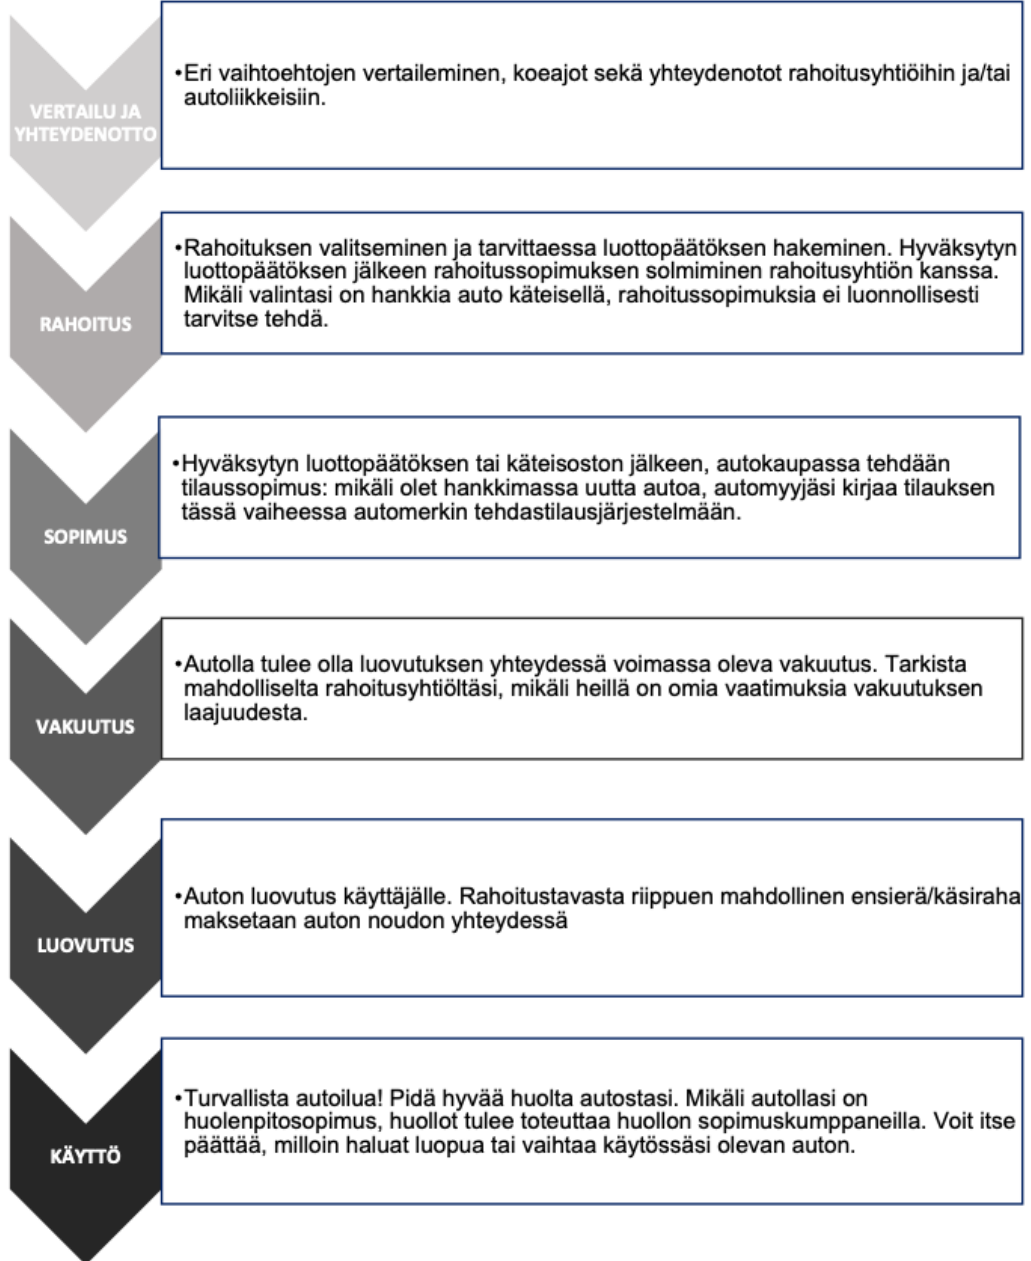 VERTAILU JA
YHTEYDENOTTO
•Eri vaihtoehtojen vertaileminen, koeajot sekä yhteydenotot rahoitusyhtiöihin ja/tai
autoliikkeisiin.
RAHOITUS
•Rahoituksen valitseminen ja tarvittaessa luottopäätöksen hakeminen. Hyväksytyn
luottopäätöksen jälkeen rahoitussopimuksen solmiminen rahoitusyhtiön kanssa.
Mikäli valintasi on hankkia auto käteisellä, rahoitussopimuksia ei luonnollisesti
tarvitse tehdä.
SOPIMUS
•Hyväksytyn luottopäätöksen tai käteisoston jälkeen, autokaupassa tehdään
tilaussopimus: mikäli olet hankkimassa uutta autoa, automyyjäsi kirjaa tilauksen
tässä vaiheessa automerkin tehdastilausjärjestelmään.
VAKUUTUS
•Autolla tulee olla luovutuksen yhteydessä voimassa oleva vakuutus. Tarkista
mahdolliselta rahoitusyhtiöltäsi, mikäli heillä on omia vaatimuksia vakuutuksen
laajuudesta.
LUOVUTUS
•Auton luovutus käyttäjälle. Rahoitustavasta riippuen mahdollinen ensierä/käsiraha
maksetaan auton noudon yhteydessä
KÄYTTÖ
•Turvallista autoilua! Pidä hyvää huolta autostasi. Mikäli autollasi on
huolenpitosopimus, huollot tulee toteuttaa huollon sopimuskumppaneilla. Voit itse
päättää, milloin haluat luopua tai vaihtaa käytössäsi olevan auton.